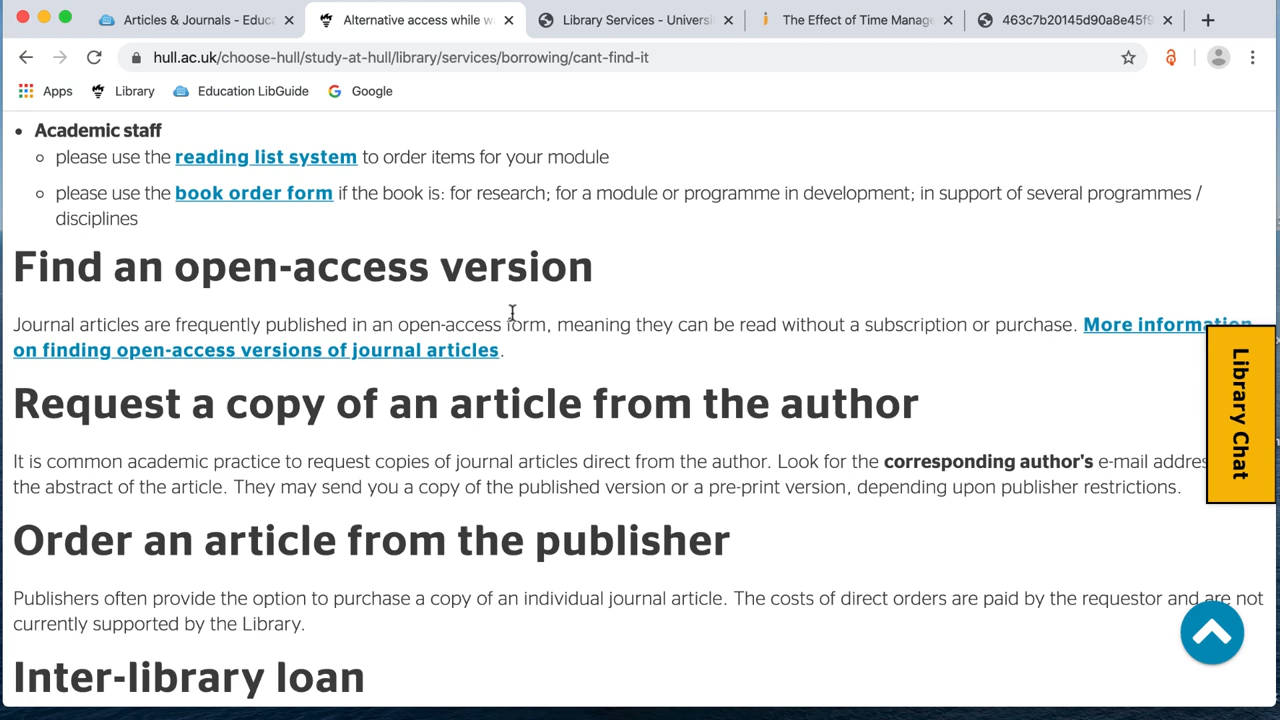 Articles & Journals - Educa
Alternative access while w
Library Services - Universi
The Effect of Time Manage
463c7b20145d90a8e45f9
hull.ac.uk/choose-hull/study-at-hull/library/services/borrowing/cant-find-it
Apps Library Education LibGuide Google
• Academic staff
please use the reading list system to order items for your module
please use the book order form if the book is: for research; for a module or programme in development; in support of several programmes /
disciplines
Find an open-access version
Journal articles are frequently published in an open-access form, meaning they can be read without a subscription or purchase. More information
on finding open-access versions of journal articles.
Request a copy of an article from the author
It is common academic practice to request copies of journal articles direct from the author. Look for the corresponding author's e-mail addres
the abstract of the article. They may send you a copy of the published version or a pre-print version, depending upon publisher restrictions.
Order an article from the publisher
Publishers often provide the option to purchase a copy of an individual journal article. The costs of direct orders are paid by the requestor and are not
currently supported by the Library.
Inter-library loan
Library Chat